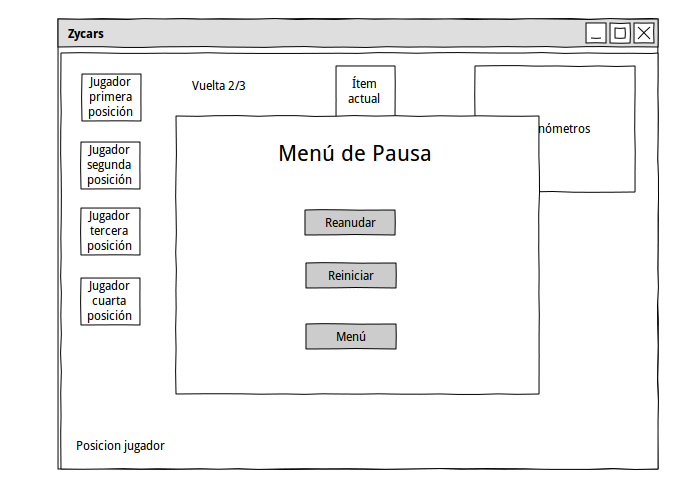 Zycars
Jugador
primera
posición
Vuelta 2/3
Ítem
actual
nómetros
Jugador
segunda
posición
Jugador
tercera
posición
Jugador
cuarta
posición
Menú de Pausa
Reanudar
Reiniciar
Menú
Posicion jugador